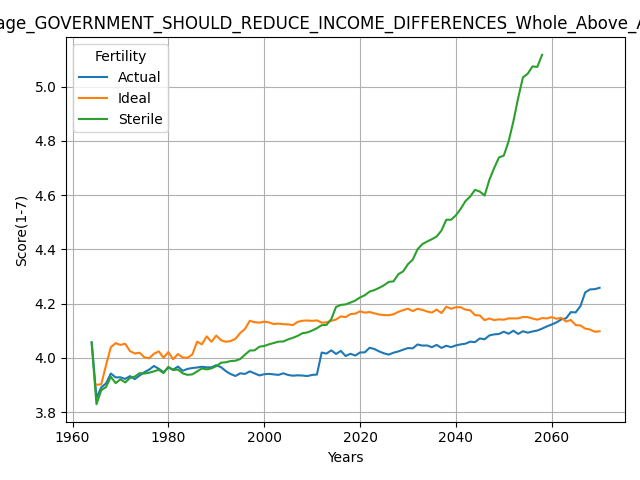 age_GOVERNMENT_SHOULD_REDUCE_INCOME_DIFFERENCES_Whole_Above_A
Fertility
Actual
Ideal
Sterile
Score(1-7)
5.0
4.8
4.6
4.4
4.2
4.0
3.8
1960 1980 2000 2020 2040 2060
Years